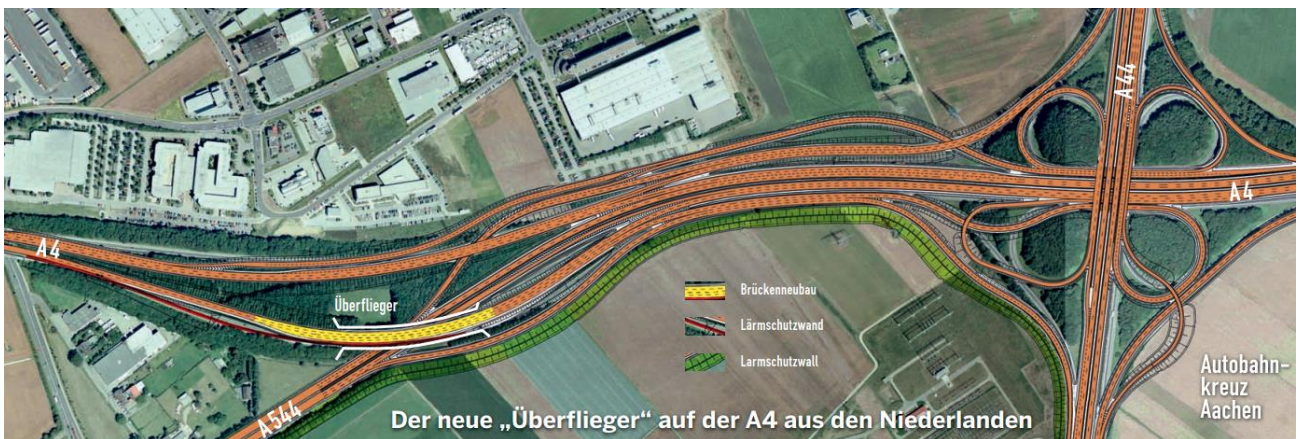 A44
A4
A4
Überflieger
Brückenneubau
Lärmschutzwand
Larmschutzwall
Autobahn-
kreuz
Aachen
A544
Der neue „Überflieger“ auf der A4 aus den Niederlanden